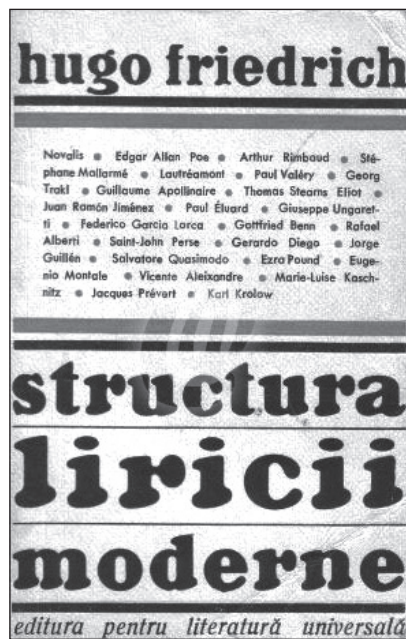 hugo friedrich
Novalis • Edgar Allan Poe • Arthur Rimbaud • Sté-
phane Mallarmé • Lautréamont • Paul Valéry • Georg
Trakl • Guillaume Apollinaire • Thomas Stearns Eliot •
Juan Ramón Jiménez • Paul Éluard • Giuseppe Ungaret-
ti • Federico Garcia Lorca • Gottfried Benn • Rafael
Alberti • Saint-John Perse • Gerardo Diego • Jorge
Guillén • Salvatore Quasimodo • Ezra Pound • Euge-
nio Montale • Vicente Aleixandre • Marie-Luise Kasch-
nitz • Jacques Prévert • Karl Krolow
structura
liricii
moderne
editura pentru literatură universală